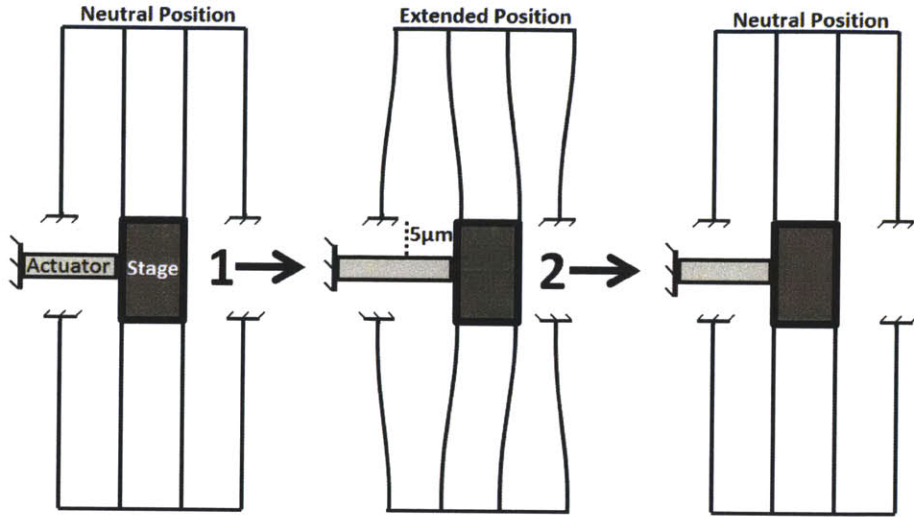 Neutral Position
Extended Position
Neutral Position
Actuator
Stage
1
5μm
2